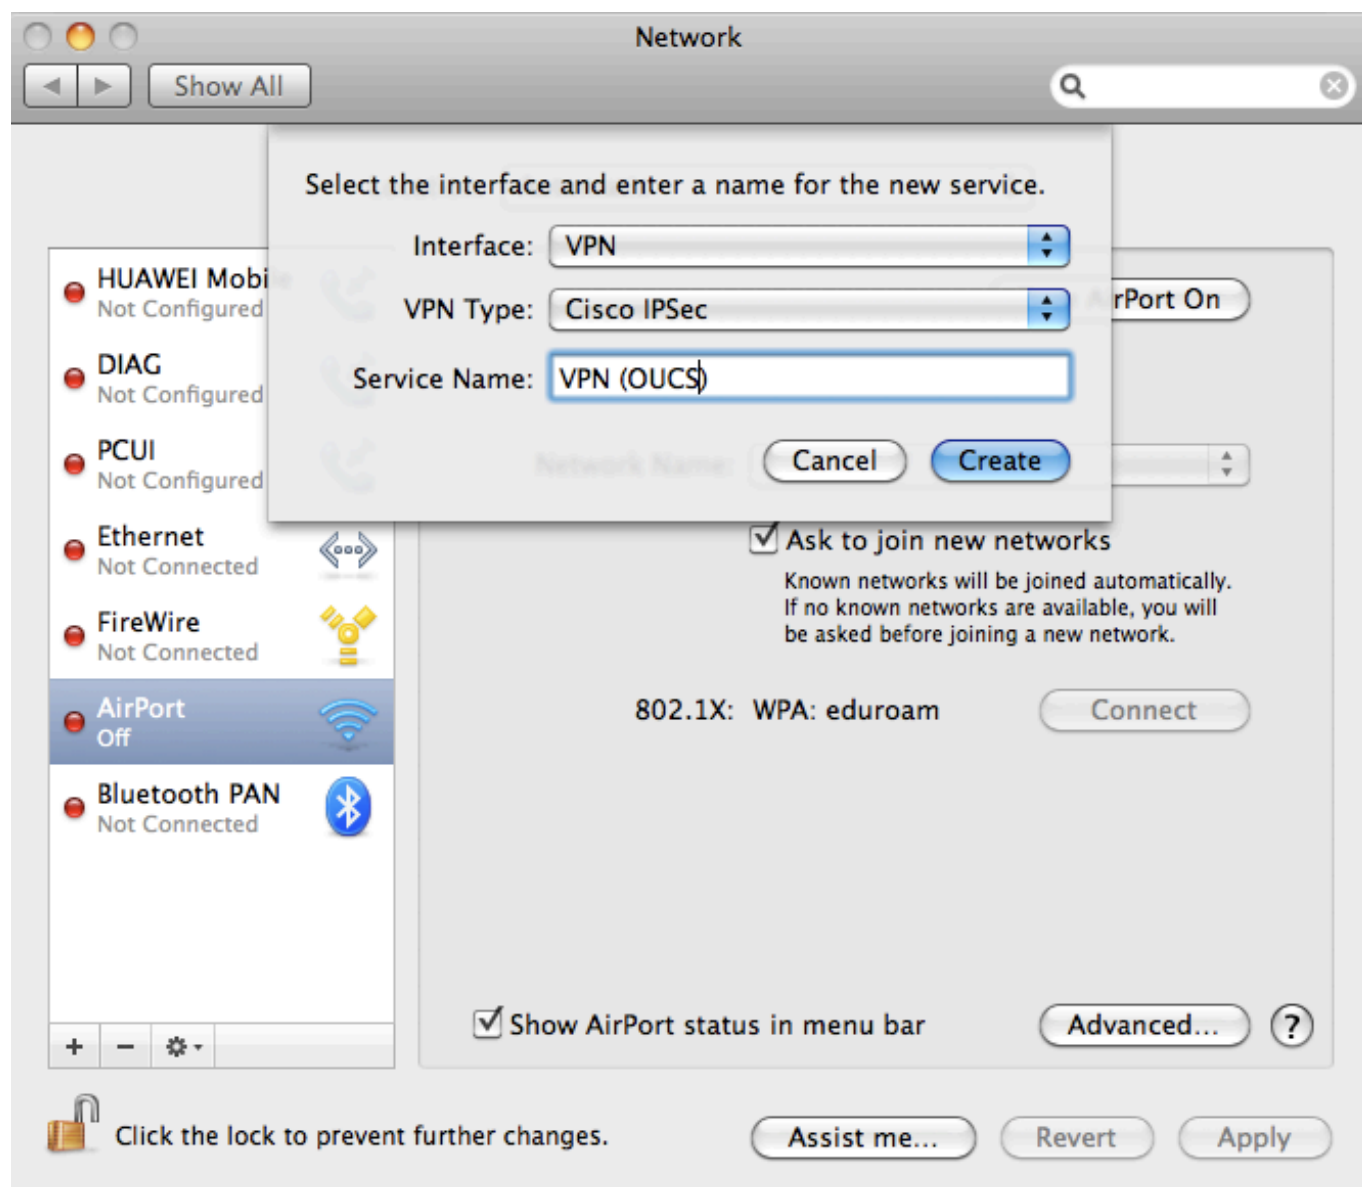 Network
Show All
Select the interface and enter a name for the new service.
Interface: VPN
VPN Type: Cisco IPSec
Service Name: VPN (OUCS)
Cancel Create
HUAWEI Mobile
Not Configured
rPort On
DIAG
Not Configured
PCUI
Not Configured
Network Name:
Ethernet
Not Connected
Ask to join new networks
Known networks will be joined automatically.
If no known networks are available, you will
be asked before joining a new network.
FireWire
Not Connected
AirPort
Off
802.1X: WPA: eduroam Connect
Bluetooth PAN
Not Connected
Show AirPort status in menu bar Advanced... ?
Click the lock to prevent further changes.
Assist me... Revert Apply